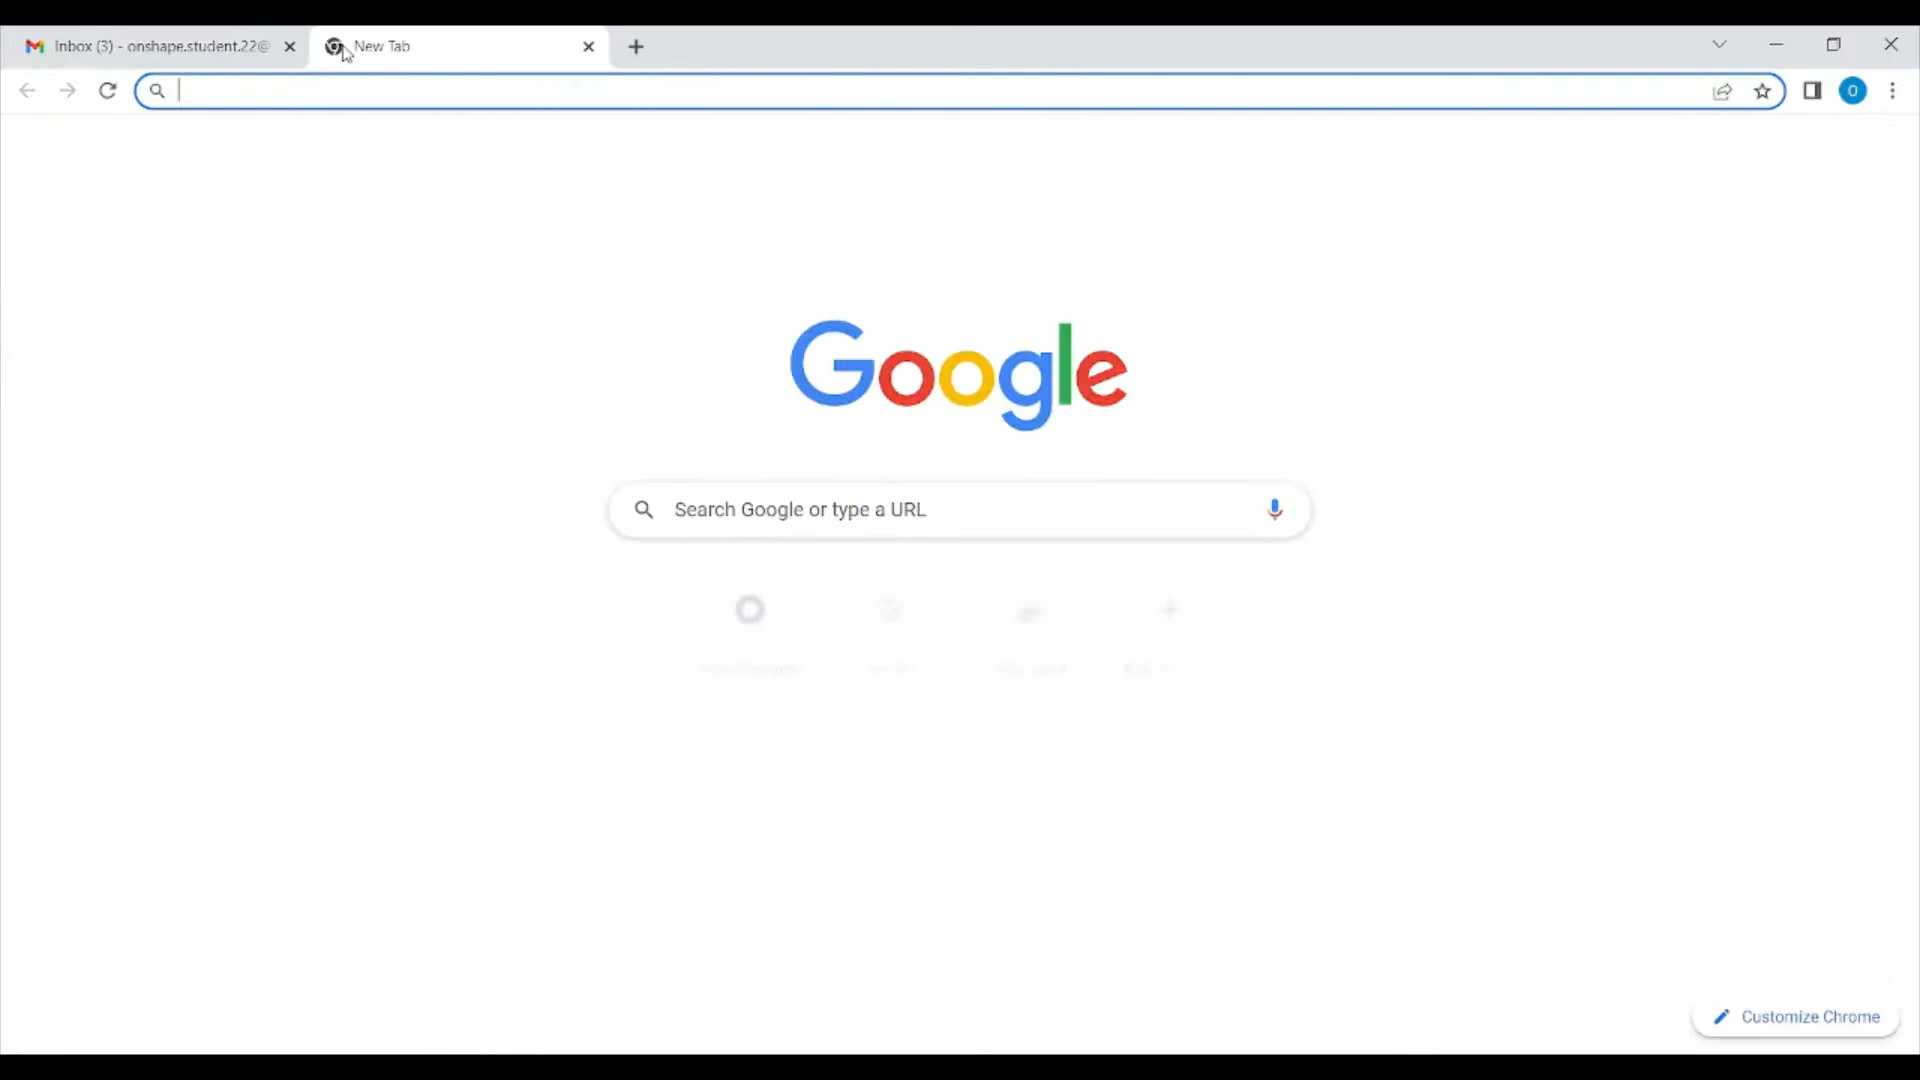 Inbox (3) - onshape.student.22@
New Tab
Google
Search Google or type a URL
O
Customize Chrome